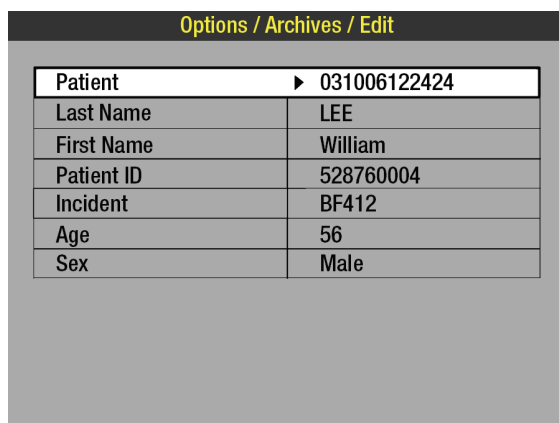 Options / Archives / Edit
Patient ▶ 031006122424
Last Name LEE
First Name William
Patient ID 528760004
Incident BF412
Age 56
Sex Male